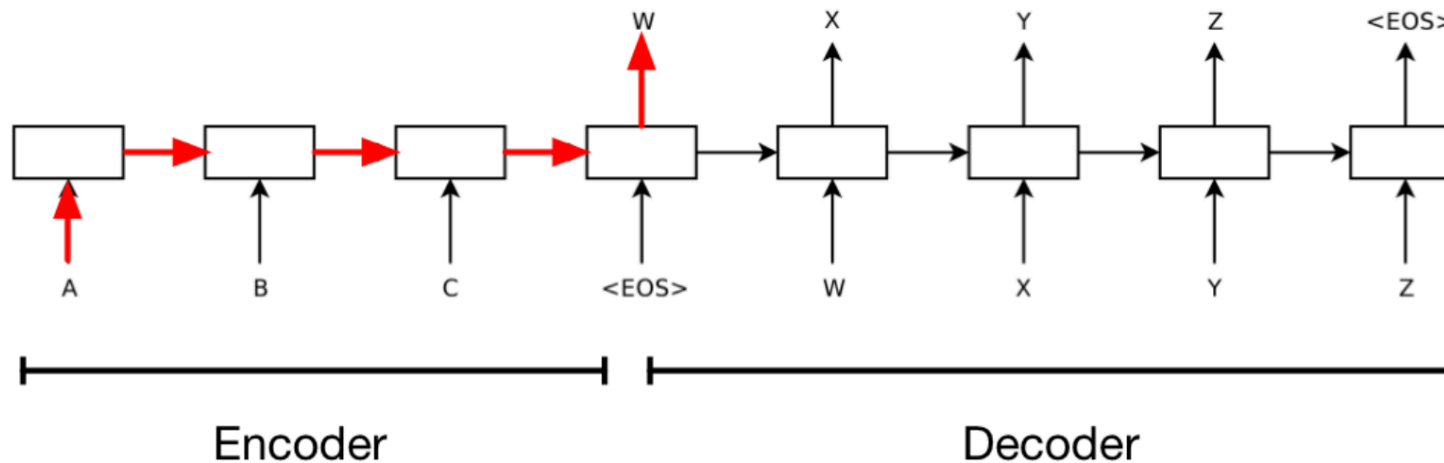 W X Y Z <EOS>
A B C <EOS> W X Y Z
Encoder Decoder